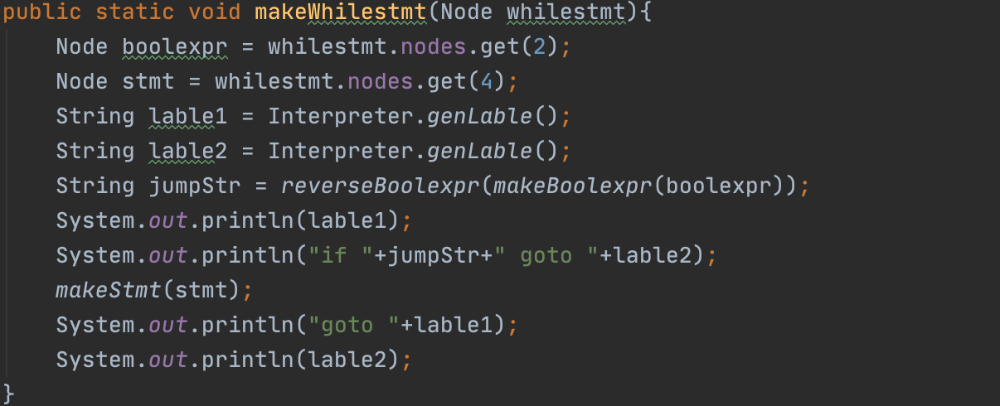 public static void makeWhilestmt(Node whilestmt){
    Node boolexpr = whilestmt.nodes.get(2);
    Node stmt = whilestmt.nodes.get(4);
    String lable1 = Interpreter.genLable();
    String lable2 = Interpreter.genLable();
    String jumpStr = reverseBoolexpr(makeBoolexpr(boolexpr));
    System.out.println(lable1);
    System.out.println("if "+jumpStr+" goto "+lable2);
    makeStmt(stmt);
    System.out.println("goto "+lable1);
    System.out.println(lable2);
}